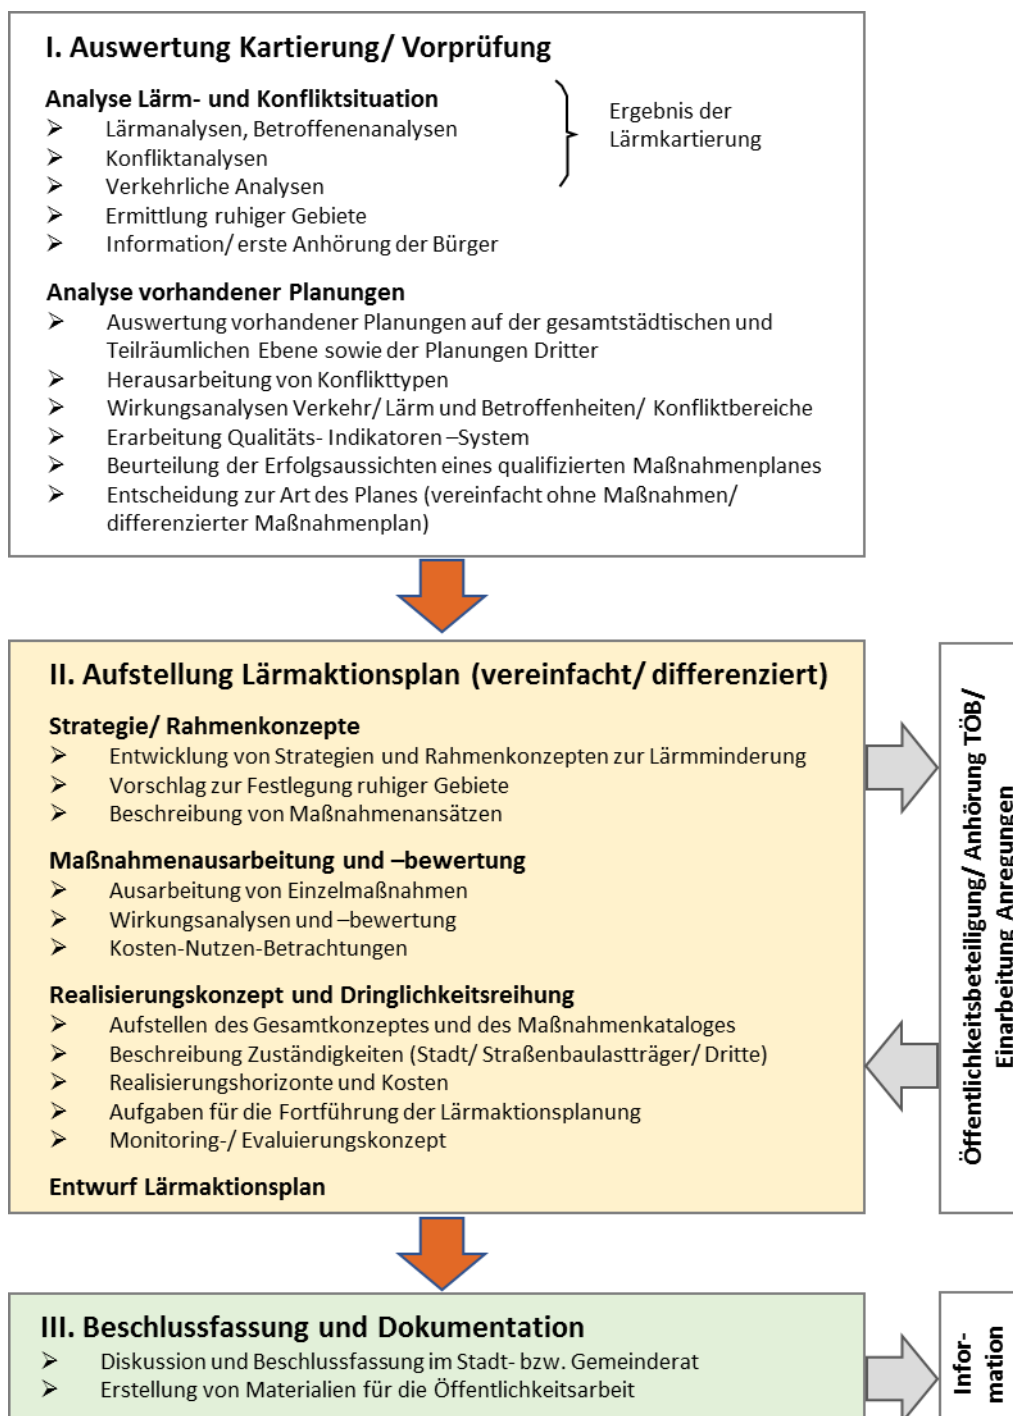 I. Auswertung Kartierung/ Vorprüfung
Analyse Lärm- und Konfliktsituation
➢ Lärmanalysen, Betroffenenanalysen
➢ Konfliktanalysen
➢ Verkehrliche Analysen
➢ Ermittlung ruhiger Gebiete
➢ Information/ erste Anhörung der Bürger
Ergebnis der
Lärmkartierung
Analyse vorhandener Planungen
➢ Auswertung vorhandener Planungen auf der gesamtstädtischen und
Teilräumlichen Ebene sowie der Planungen Dritter
➢ Herausarbeitung von Konflikttypen
➢ Wirkungsanalysen Verkehr/ Lärm und Betroffenheiten/ Konfliktbereiche
➢ Erarbeitung Qualitäts- Indikatoren –System
➢ Beurteilung der Erfolgsaussichten eines qualifizierten Maßnahmenplanes
➢ Entscheidung zur Art des Planes (vereinfacht ohne Maßnahmen/
differenzierter Maßnahmenplan)
II. Aufstellung Lärmaktionsplan (vereinfacht/ differenziert)
Strategie/ Rahmenkonzepte
➢ Entwicklung von Strategien und Rahmenkonzepten zur Lärmminderung
➢ Vorschlag zur Festlegung ruhiger Gebiete
➢ Beschreibung von Maßnahmenansätzen
Maßnahmenausarbeitung und –bewertung
➢ Ausarbeitung von Einzelmaßnahmen
➢ Wirkungsanalysen und –bewertung
➢ Kosten-Nutzen-Betrachtungen
Realisierungskonzept und Dringlichkeitsreihung
➢ Aufstellen des Gesamtkonzeptes und des Maßnahmenkataloges
➢ Beschreibung Zuständigkeiten (Stadt/ Straßenbaulastträger/ Dritte)
➢ Realisierungshorizonte und Kosten
➢ Aufgaben für die Fortführung der Lärmaktionsplanung
➢ Monitoring-/ Evaluierungskonzept
Entwurf Lärmaktionsplan
Öffentlichkeitsbeteiligung/ Anhörung TÖB/
Einarbeitung Anregungen
III. Beschlussfassung und Dokumentation
➢ Diskussion und Beschlussfassung im Stadt- bzw. Gemeinderat
➢ Erstellung von Materialien für die Öffentlichkeitsarbeit
Infor-
mation